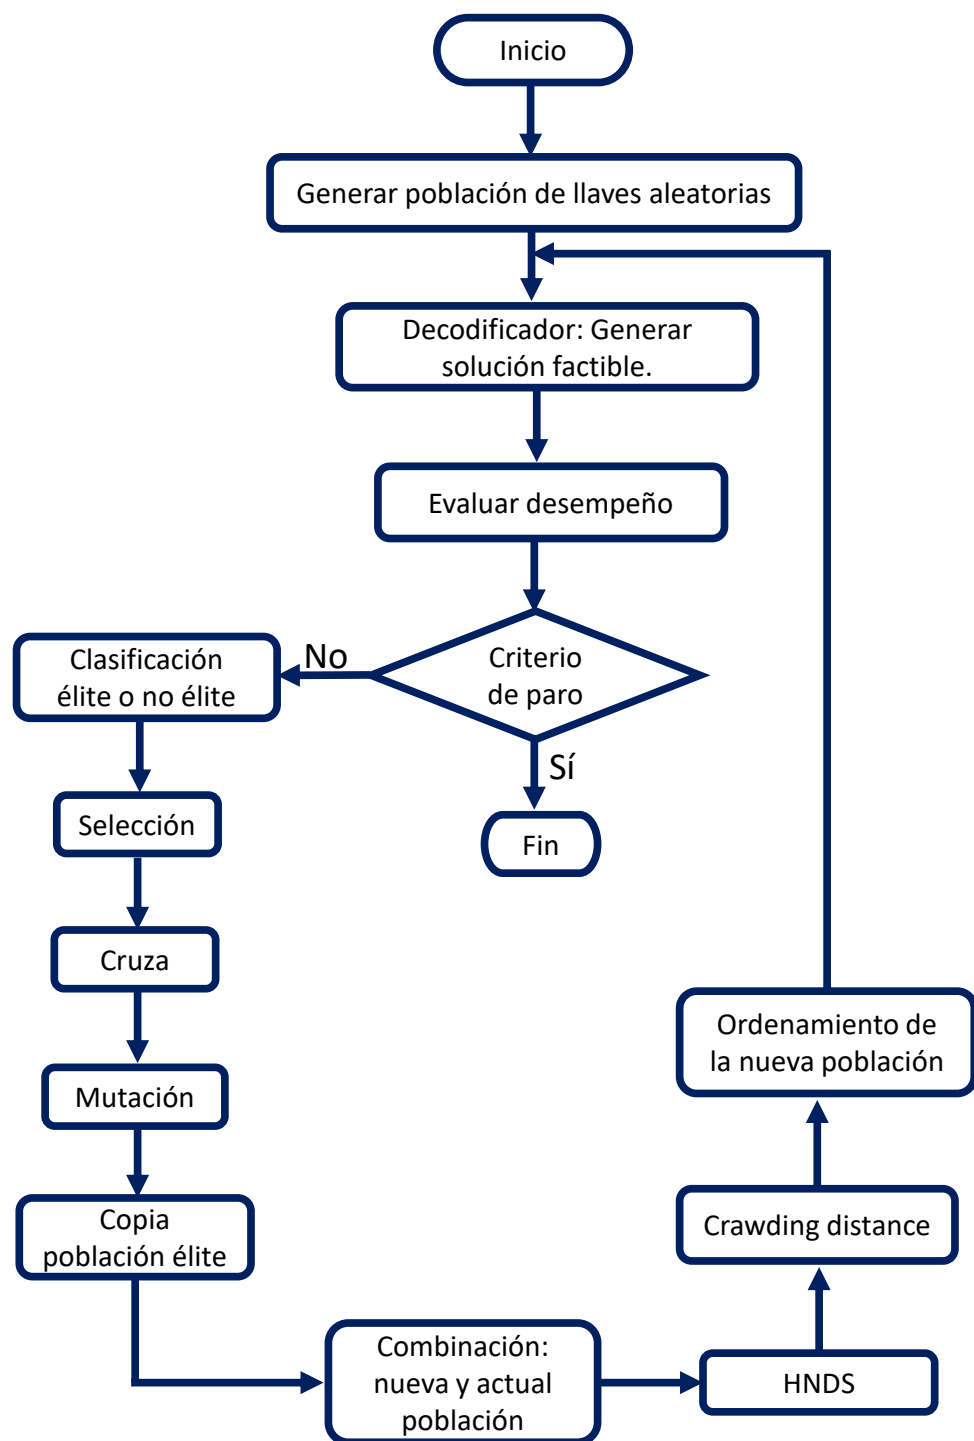 Inicio
Generar población de llaves aleatorias
Decodificador: Generar
solución factible.
Evaluar desempeño
Criterio
de paro
No
Sí
Fin
Clasificación
élite o no élite
Selección
Cruza
Mutación
Copia
población élite
Combinación:
nueva y actual
población
HNDS
Crawding distance
Ordenamiento de
la nueva población